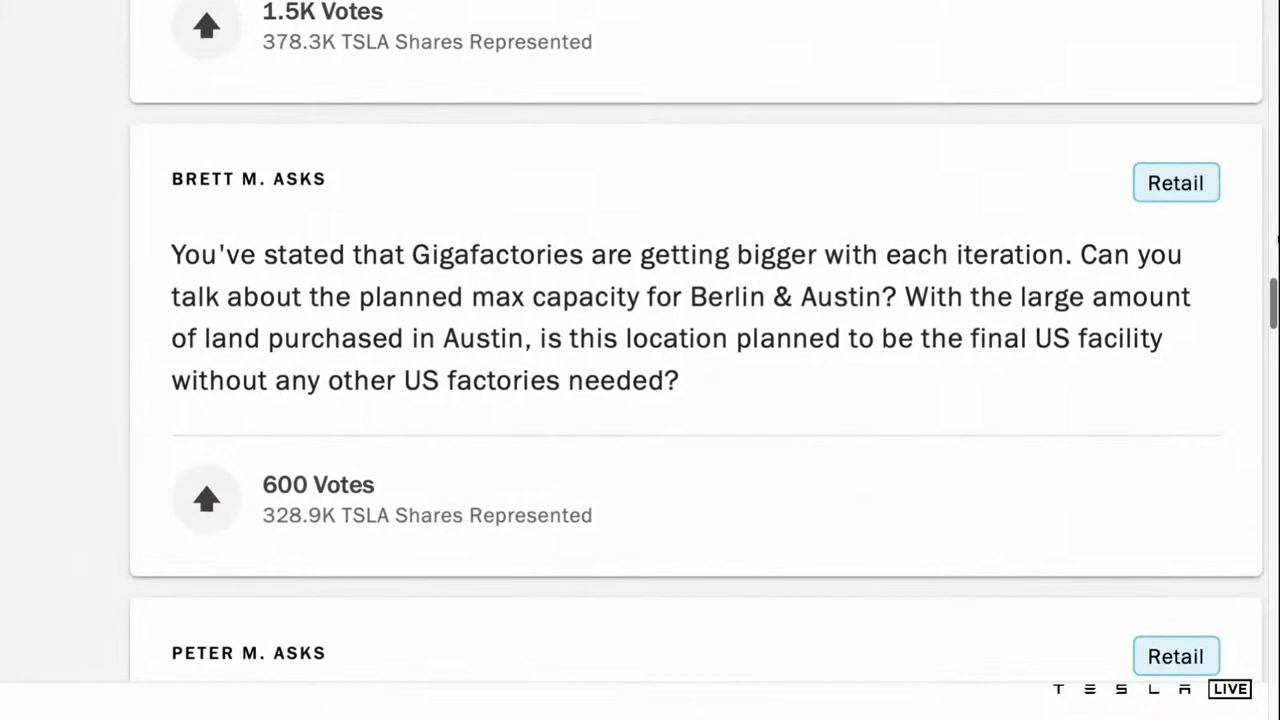 1.5K Votes
378.3K TSLA Shares Represented
BRETT M. ASKS
Retail
You've stated that Gigafactories are getting bigger with each iteration. Can you
talk about the planned max capacity for Berlin & Austin? With the large amount
of land purchased in Austin, is this location planned to be the final US facility
without any other US factories needed?
600 Votes
328.9K TSLA Shares Represented
PETER M. ASKS
Retail
TESLA LIVE